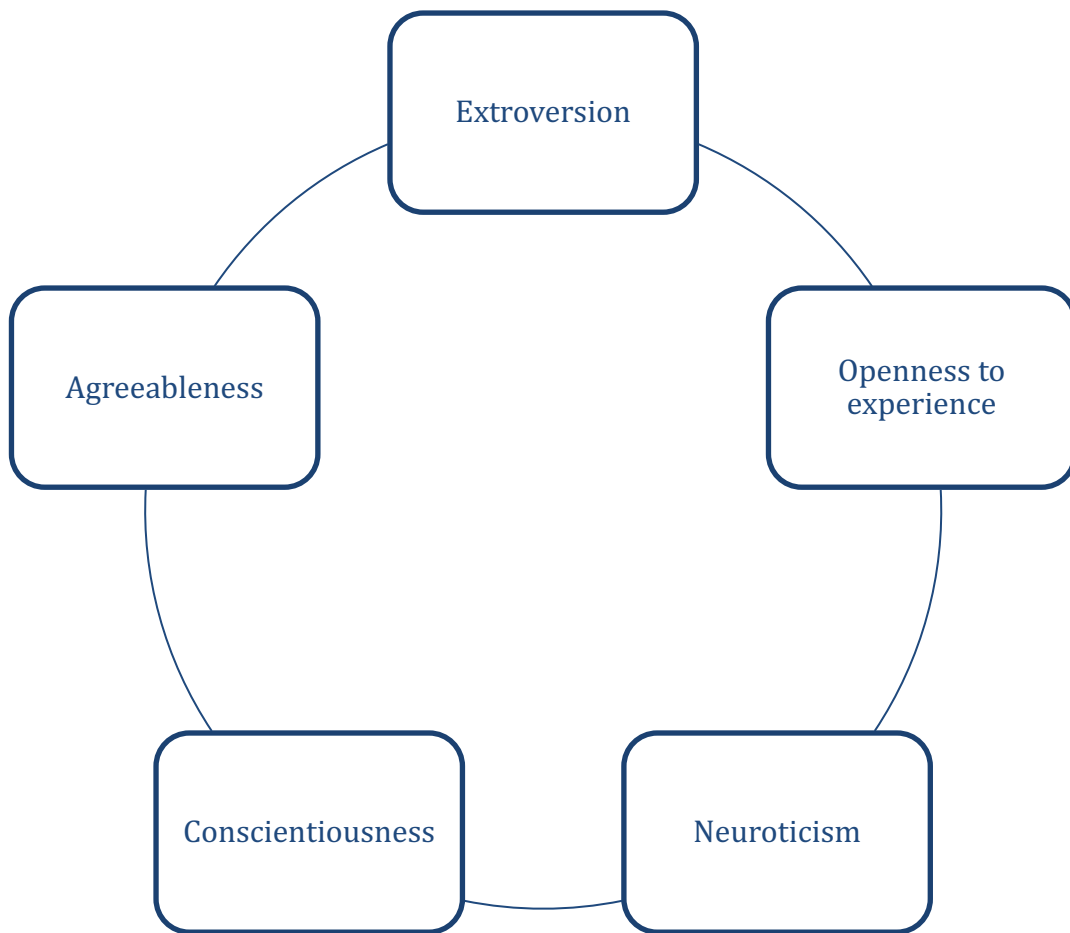 Extroversion
Agreeableness
Openness to
experience
Conscientiousness
Neuroticism